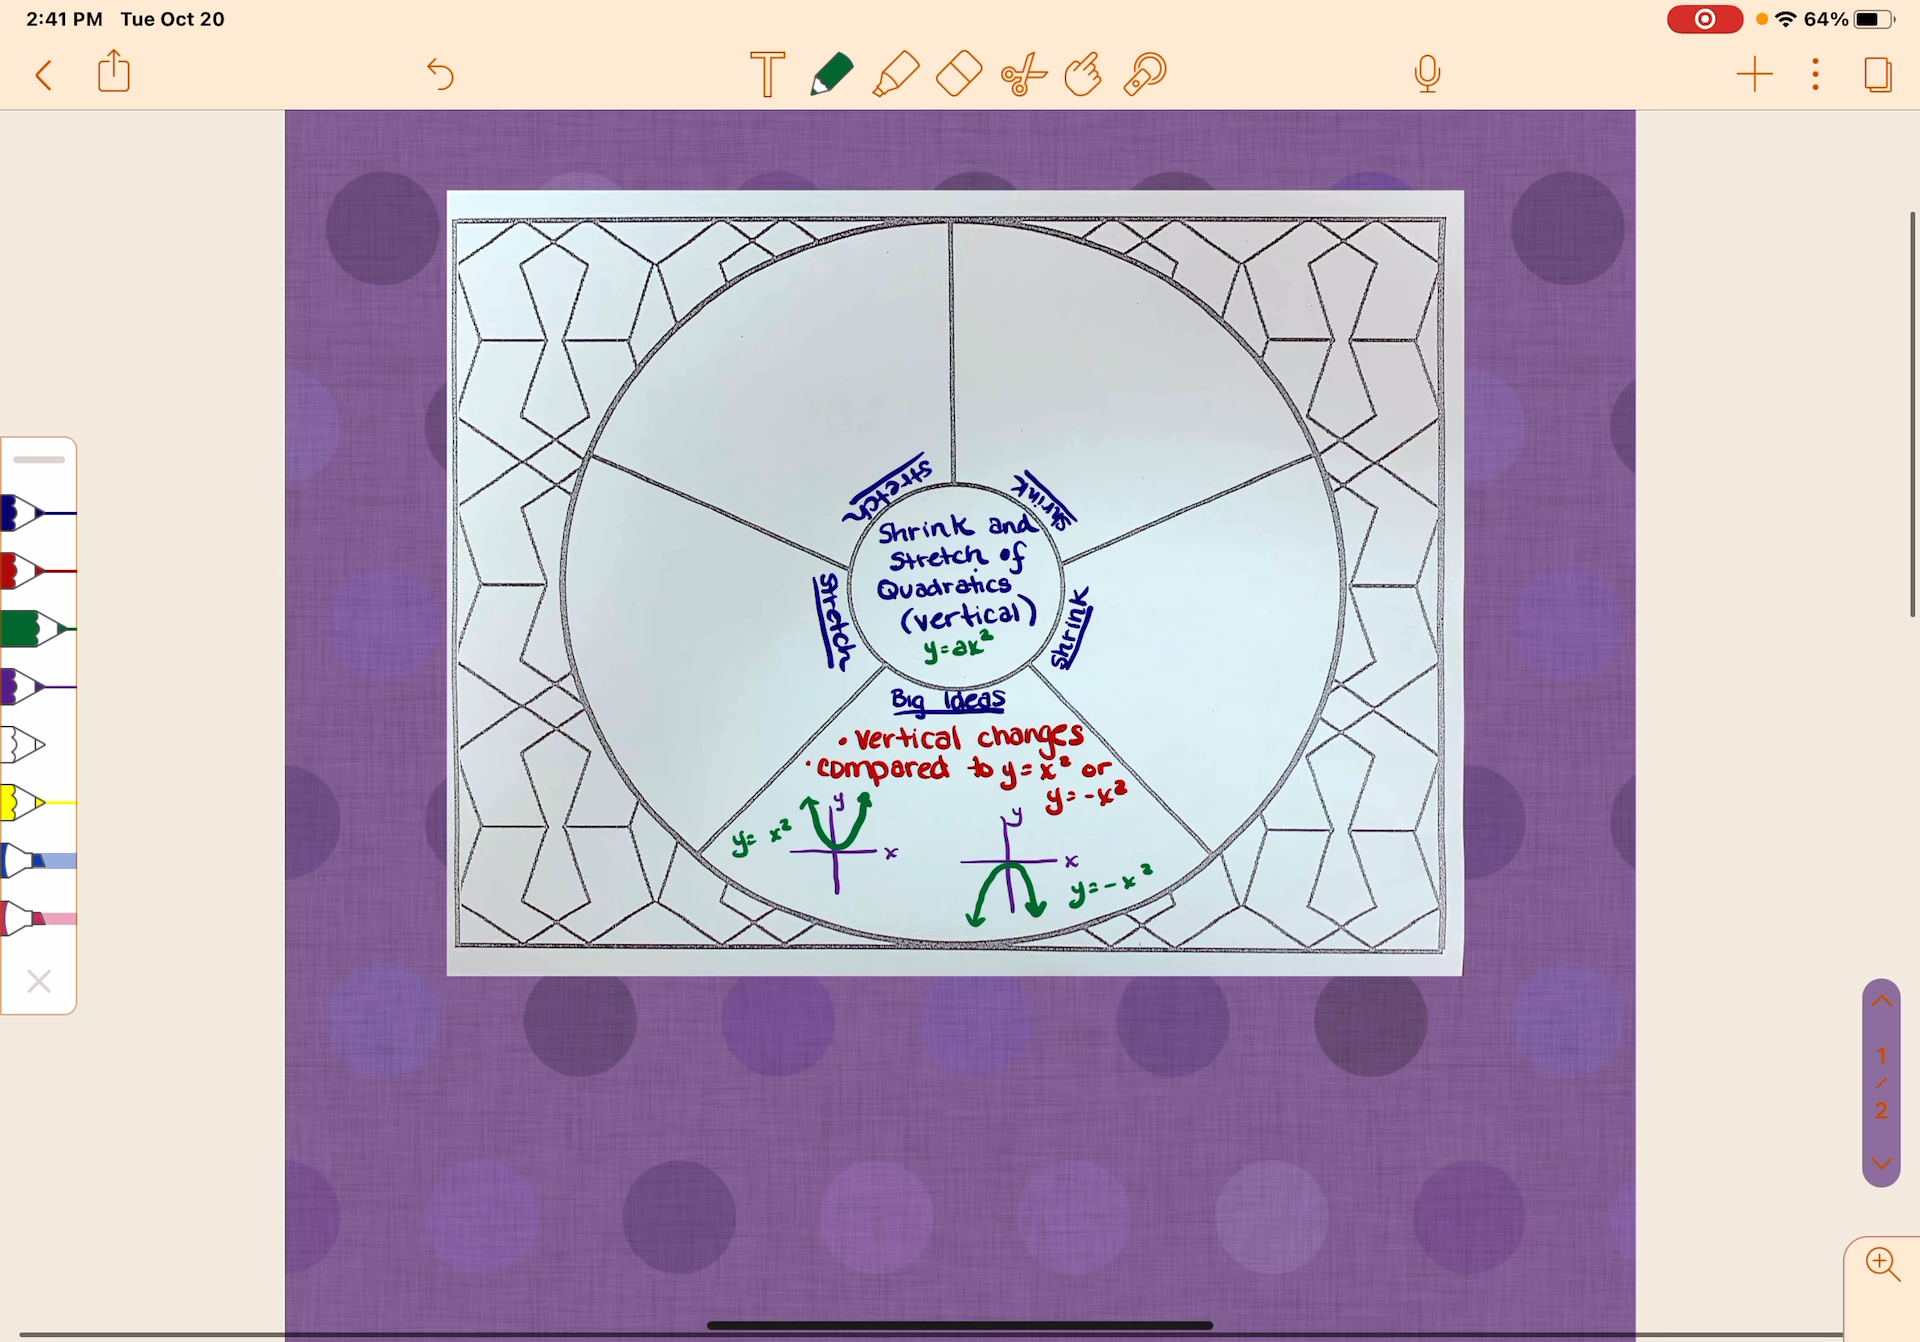 2:41 PM Tue Oct 20
64%
T
stretch
shrink
Shrink and
Stretch of
Quadratics
(vertical)
y=ax²
stretch
shrink
Big Ideas
• vertical changes
• compared to y=x² or
y=-x²
y
y= x²
x
y
x
y=-x²
1
/
2